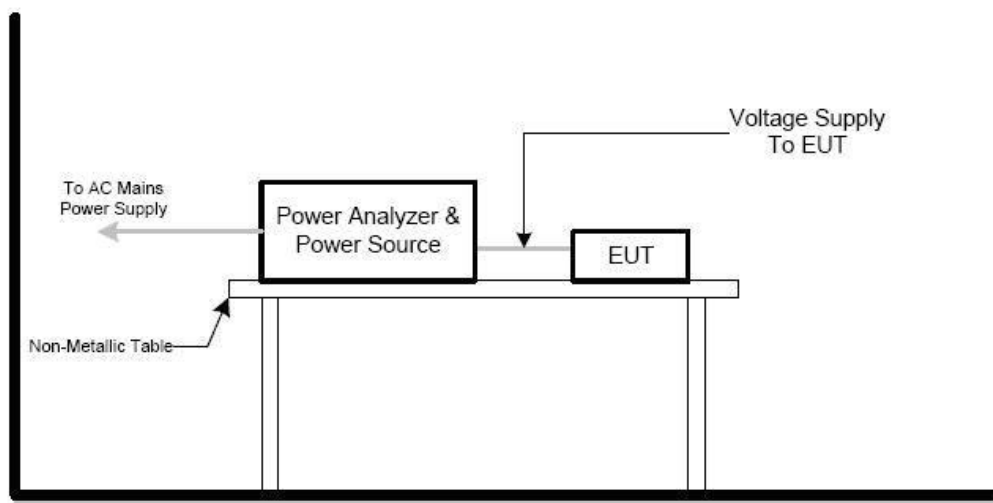 Voltage Supply
To EUT
To AC Mains
Power Supply
Power Analyzer &
Power Source
EUT
Non-Metallic Table